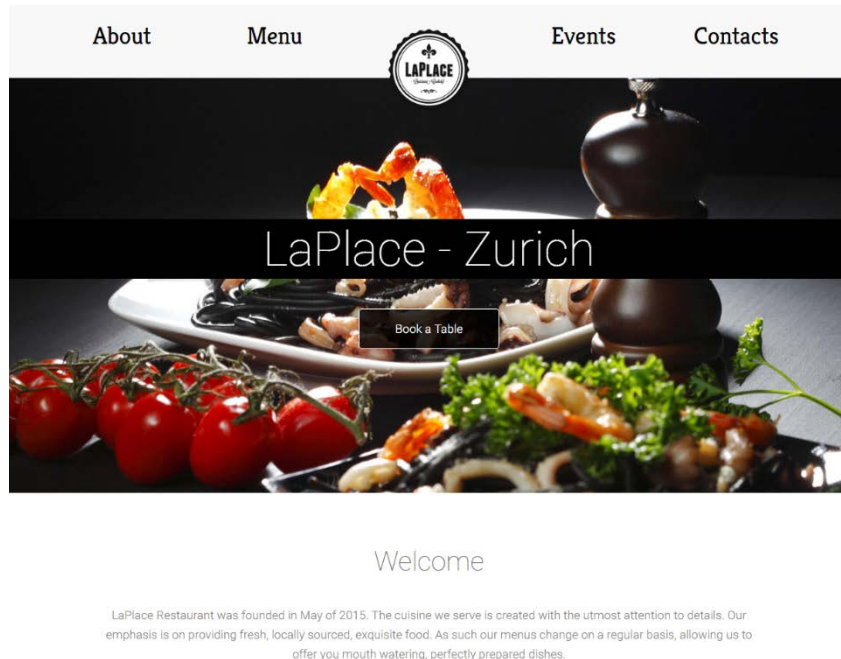 About Menu Events Contacts
LAPLACE
LaPlace - Zurich
Book a Table
Welcome
LaPlace Restaurant was founded in May of 2015. The cuisine we serve is created with the utmost attention to details. Our
emphasis is on providing fresh, locally sourced, exquisite food. As such our menus change on a regular basis, allowing us to
offer you mouth watering, perfectly prepared dishes.